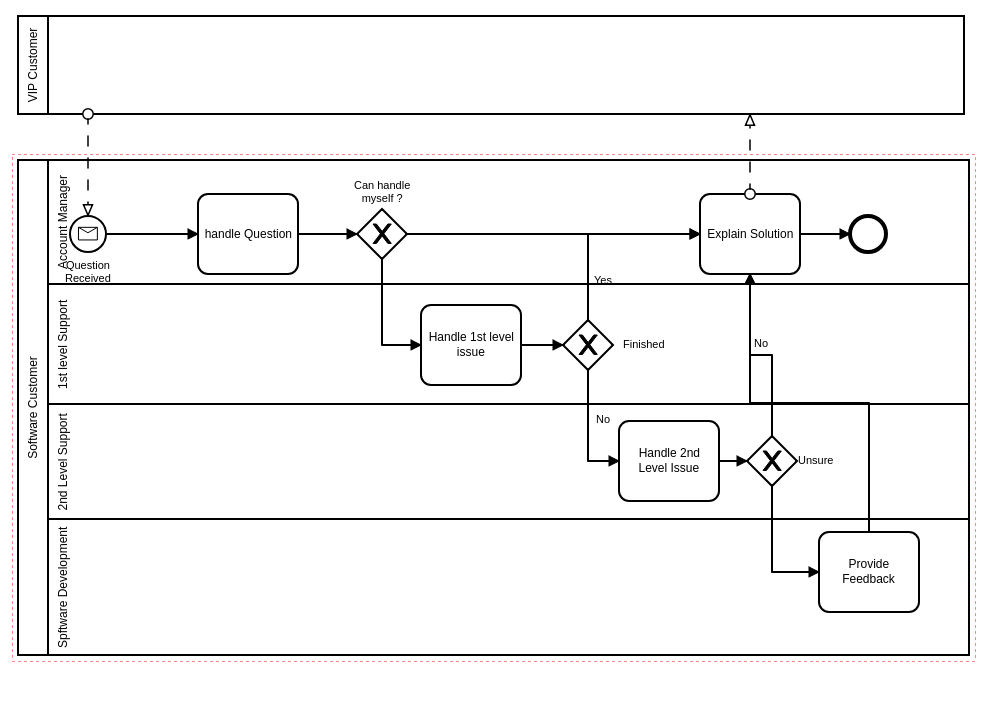 VIP Customer
Software Customer
Account Manager
Question
Received
handle Question
Can handle
myself ?
Explain Solution
Yes
1st level Support
Handle 1st level
issue
Finished
No
2nd Level Support
No
Handle 2nd
Level Issue
Unsure
Spftware Development
Provide
Feedback